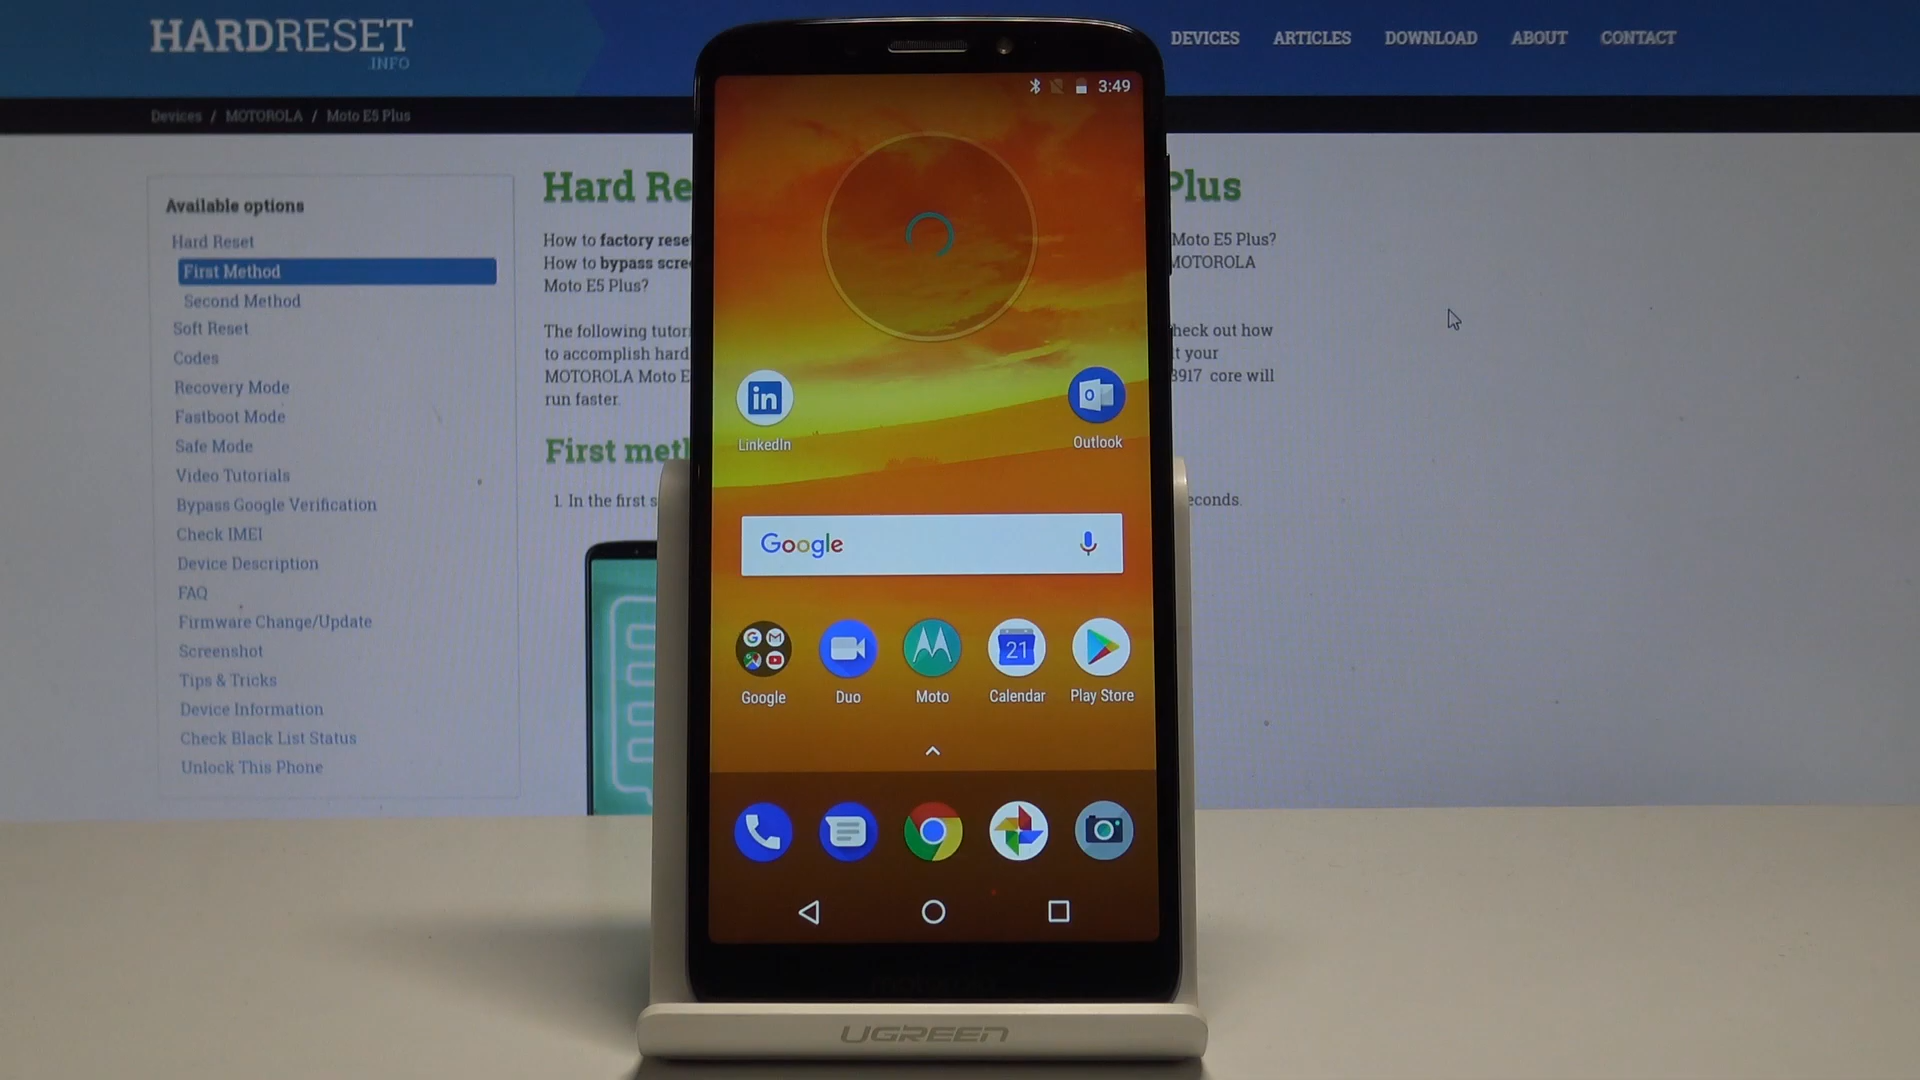 HARDRESET
.INFO
DEVICES ARTICLES DOWNLOAD ABOUT CONTACT
Devices / MOTOROLA / Moto E5 Plus
Available options
Hard Reset
First Method
Second Method
Soft Reset
Codes
Recovery Mode
Fastboot Mode
Safe Mode
Video Tutorials
Bypass Google Verification
Check IMEI
Device Description
FAQ
Firmware Change/Update
Screenshot
Tips & Tricks
Device Information
Check Black List Status
Unlock This Phone
Hard Re Plus
How to factory rese Moto E5 Plus?
How to bypass scre MOTOROLA
Moto E5 Plus?
The following tutor heck out how
to accomplish hard t your
MOTOROLA Moto E 3917 core will
run faster.
First met
1. In the first s econds.
3:49
in
LinkedIn
Outlook
Google
Google
Duo
Moto
21
Calendar
Play Store
UGREEN